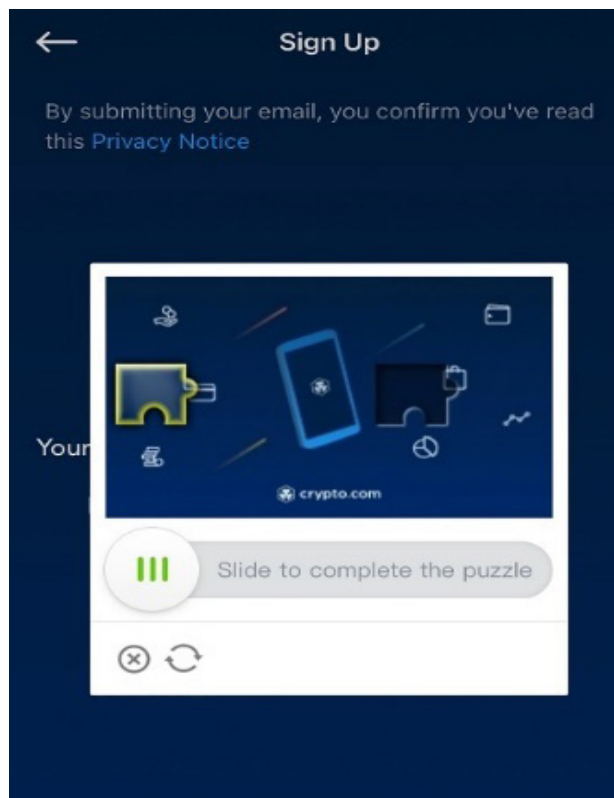 Sign Up
By submitting your email, you confirm you've read
this Privacy Notice
Your
crypto.com
Slide to complete the puzzle